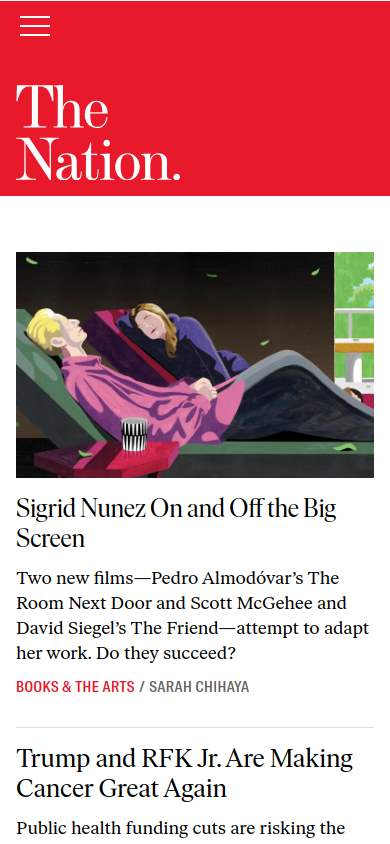 The
Nation.
Sigrid Nunez On and Off the Big
Screen
Two new films—Pedro Almodóvar’s The
Room Next Door and Scott McGehee and
David Siegel’s The Friend—attempt to adapt
her work. Do they succeed?
BOOKS & THE ARTS / SARAH CHIHAYA
Trump and RFK Jr. Are Making
Cancer Great Again
Public health funding cuts are risking the